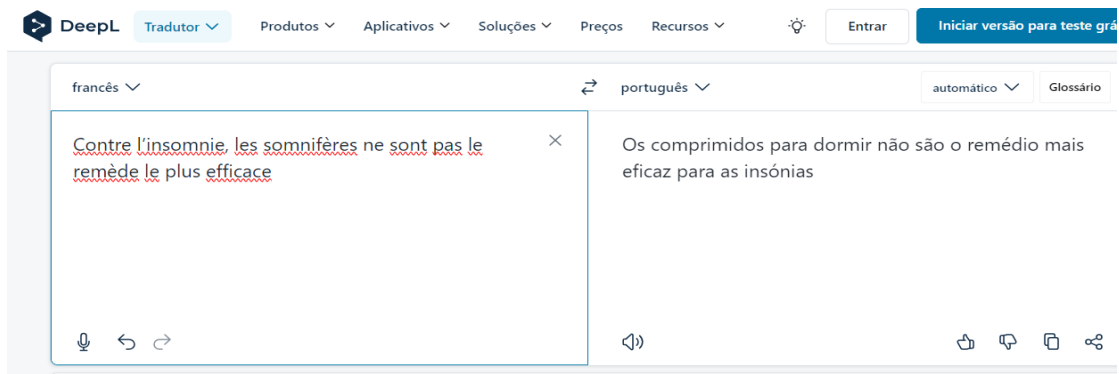 DeepL Tradutor Produtos Aplicativos Soluções Preços Recursos Entrar Iniciar versão para teste grá
francês português automático Glossário
Contre l'insomnie, les somnifères ne sont pas le
remède le plus efficace
Os comprimidos para dormir não são o remédio mais
eficaz para as insónias